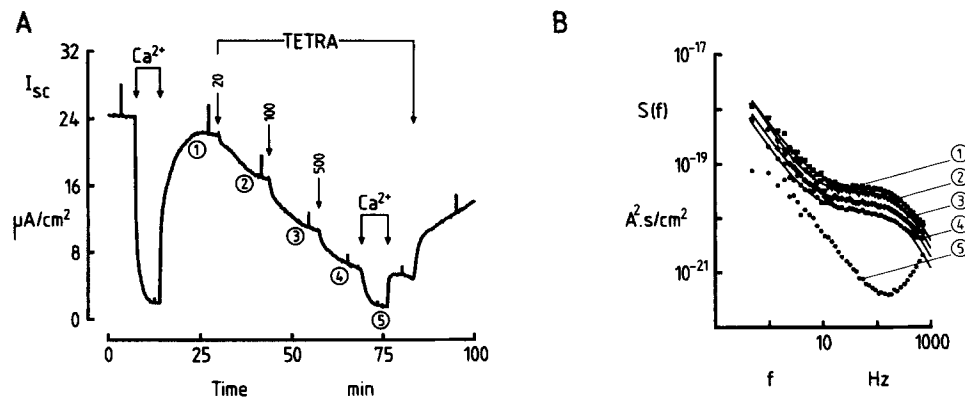 A
B
TETRA
32
Ca²⁺
I_SC
24
20
100
500
①
②
16
Ca²⁺
µA/cm²
③
8
④
⑤
0
0 25 50 75 100
Time min
10⁻¹⁷
S(f)
10⁻¹⁹
A².s/cm²
10⁻²¹
①
②
③
④
⑤
10 1000
f Hz